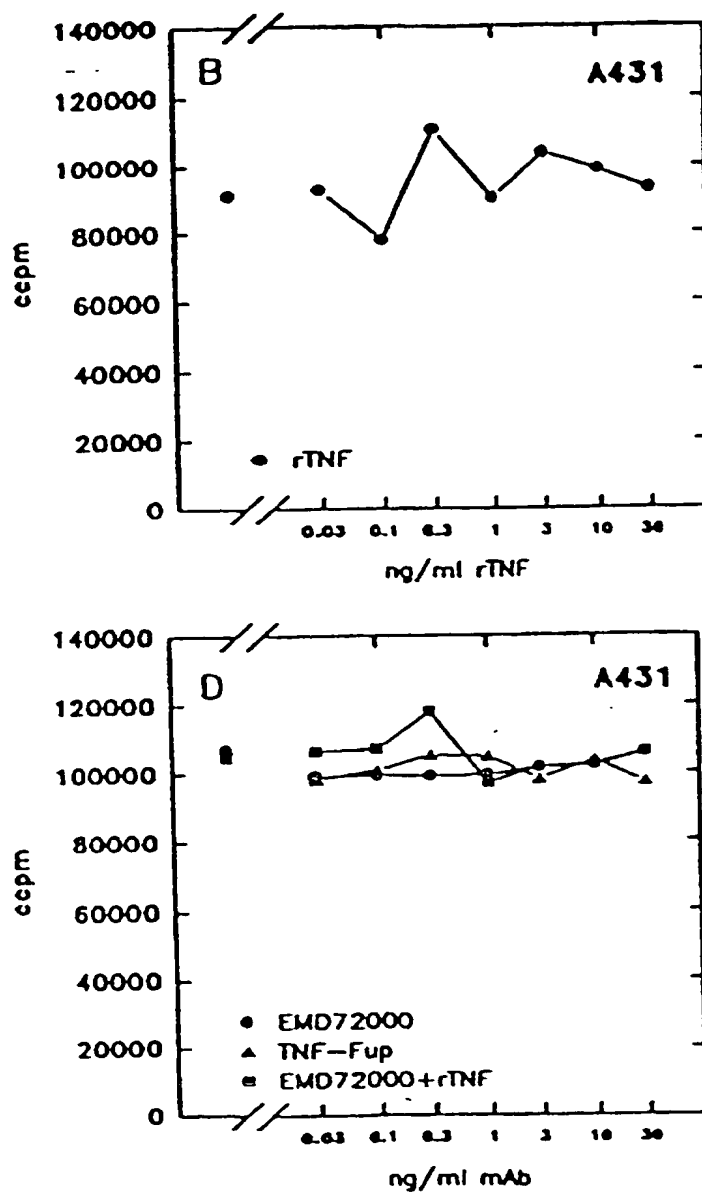 140000
B
A431
120000
100000
80000
60000
40000
20000
0
ccpm
rTNF
0.03 0.1 0.3 1 3 10 30
ng/ml rTNF
140000
D
A431
120000
100000
80000
60000
40000
20000
0
ccpm
EMD72000
TNF-Fup
EMD72000+rTNF
0.03 0.1 0.3 1 3 10 30
ng/ml mAb